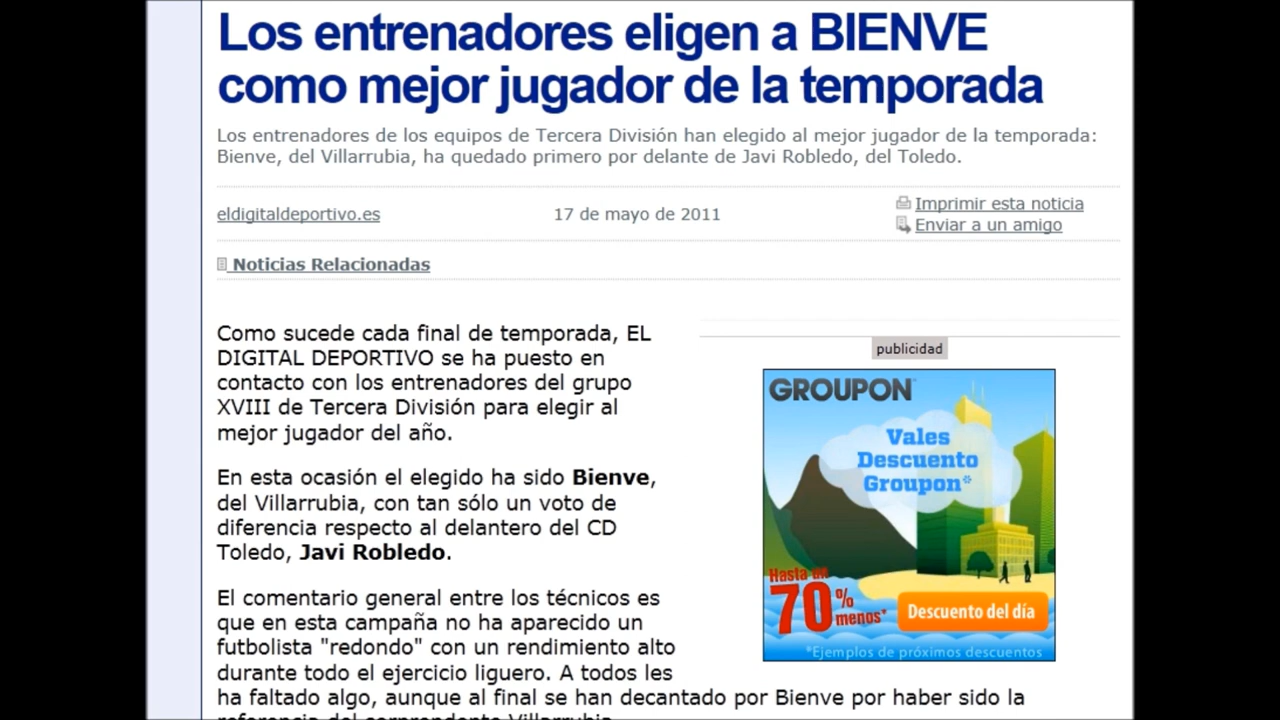 Los entrenadores eligen a BIENVE
como mejor jugador de la temporada
Los entrenadores de los equipos de Tercera División han elegido al mejor jugador de la temporada:
Bienve, del Villarrubia, ha quedado primero por delante de Javi Robledo, del Toledo.
eldigitaldeportivo.es
17 de mayo de 2011
Imprimir esta noticia
Enviar a un amigo
Noticias Relacionadas
Como sucede cada final de temporada, EL
DIGITAL DEPORTIVO se ha puesto en
contacto con los entrenadores del grupo
XVIII de Tercera División para elegir al
mejor jugador del año.
En esta ocasión el elegido ha sido Bienve,
del Villarrubia, con tan sólo un voto de
diferencia respecto al delantero del CD
Toledo, Javi Robledo.
El comentario general entre los técnicos es
que en esta campaña no ha aparecido un
futbolista "redondo" con un rendimiento alto
durante todo el ejercicio liguero. A todos les
ha faltado algo, aunque al final se han decantado por Bienve por haber sido la
referencia del sorprendente Villarrubia
publicidad
GROUPON
Vales
Descuento
Groupon*
Hasta un
70%
menos*
Descuento del día
*Ejemplos de próximos descuentos